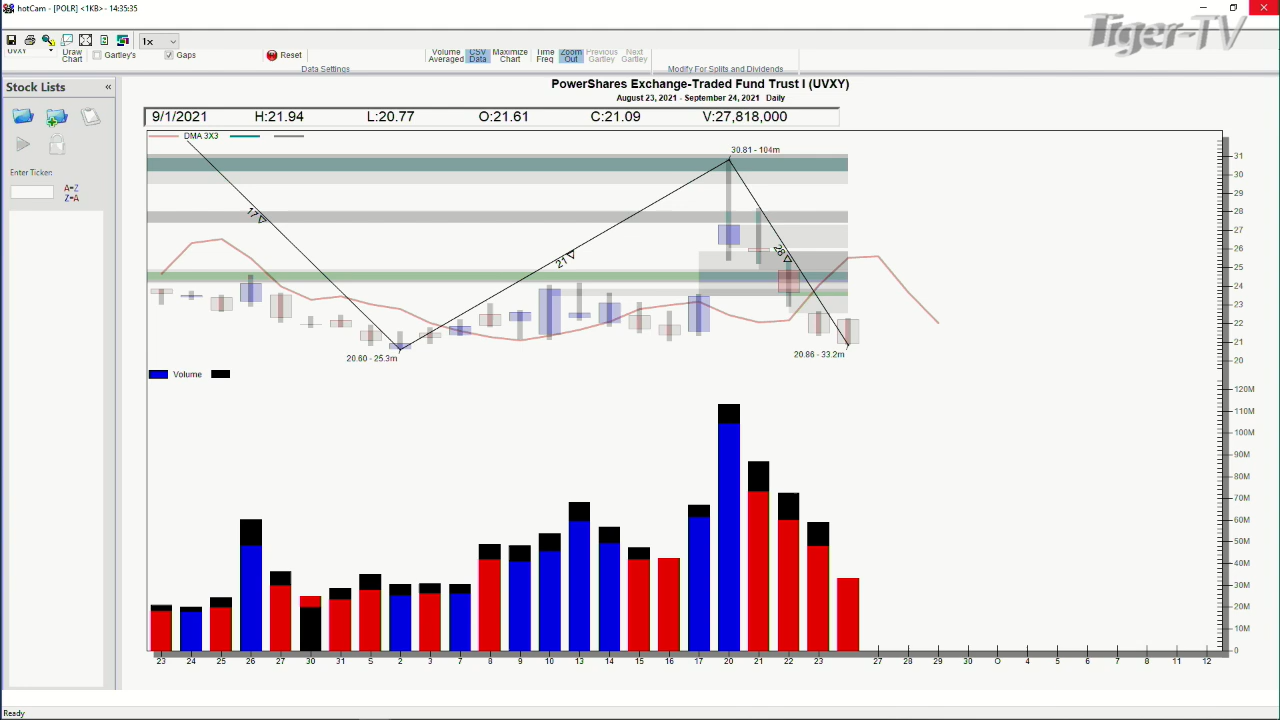 hotCam - [POLR] <1KB> - 14:35:35
Tiger-TV
1x
UVXY
Draw Chart
Gartley's
Gaps
Reset
Volume Averaged
CSV Data
Maximize Chart
Time Freq
Zoom Out
Previous Gartley
Next Gartley
Data Settings
Modify For Splits and Dividends
Stock Lists «
Enter Ticker:
A=Z
Z=A
PowerShares Exchange-Traded Fund Trust I (UVXY)
August 23, 2021 - September 24, 2021 Daily
9/1/2021 H:21.94 L:20.77 O:21.61 C:21.09 V:27,818,000
DMA 3X3
30.81 - 104m
17
21
28
20.60 - 25.3m
20.86 - 33.2m
31
30
29
28
27
26
25
24
23
22
21
20
Volume
120M
110M
100M
90M
80M
70M
60M
50M
40M
30M
20M
10M
0
23 24 25 26 27 30 31 5 2 3 7 8 9 10 13 14 15 16 17 20 21 22 23 27 28 29 30 O 4 5 6 7 8 11 12
Ready